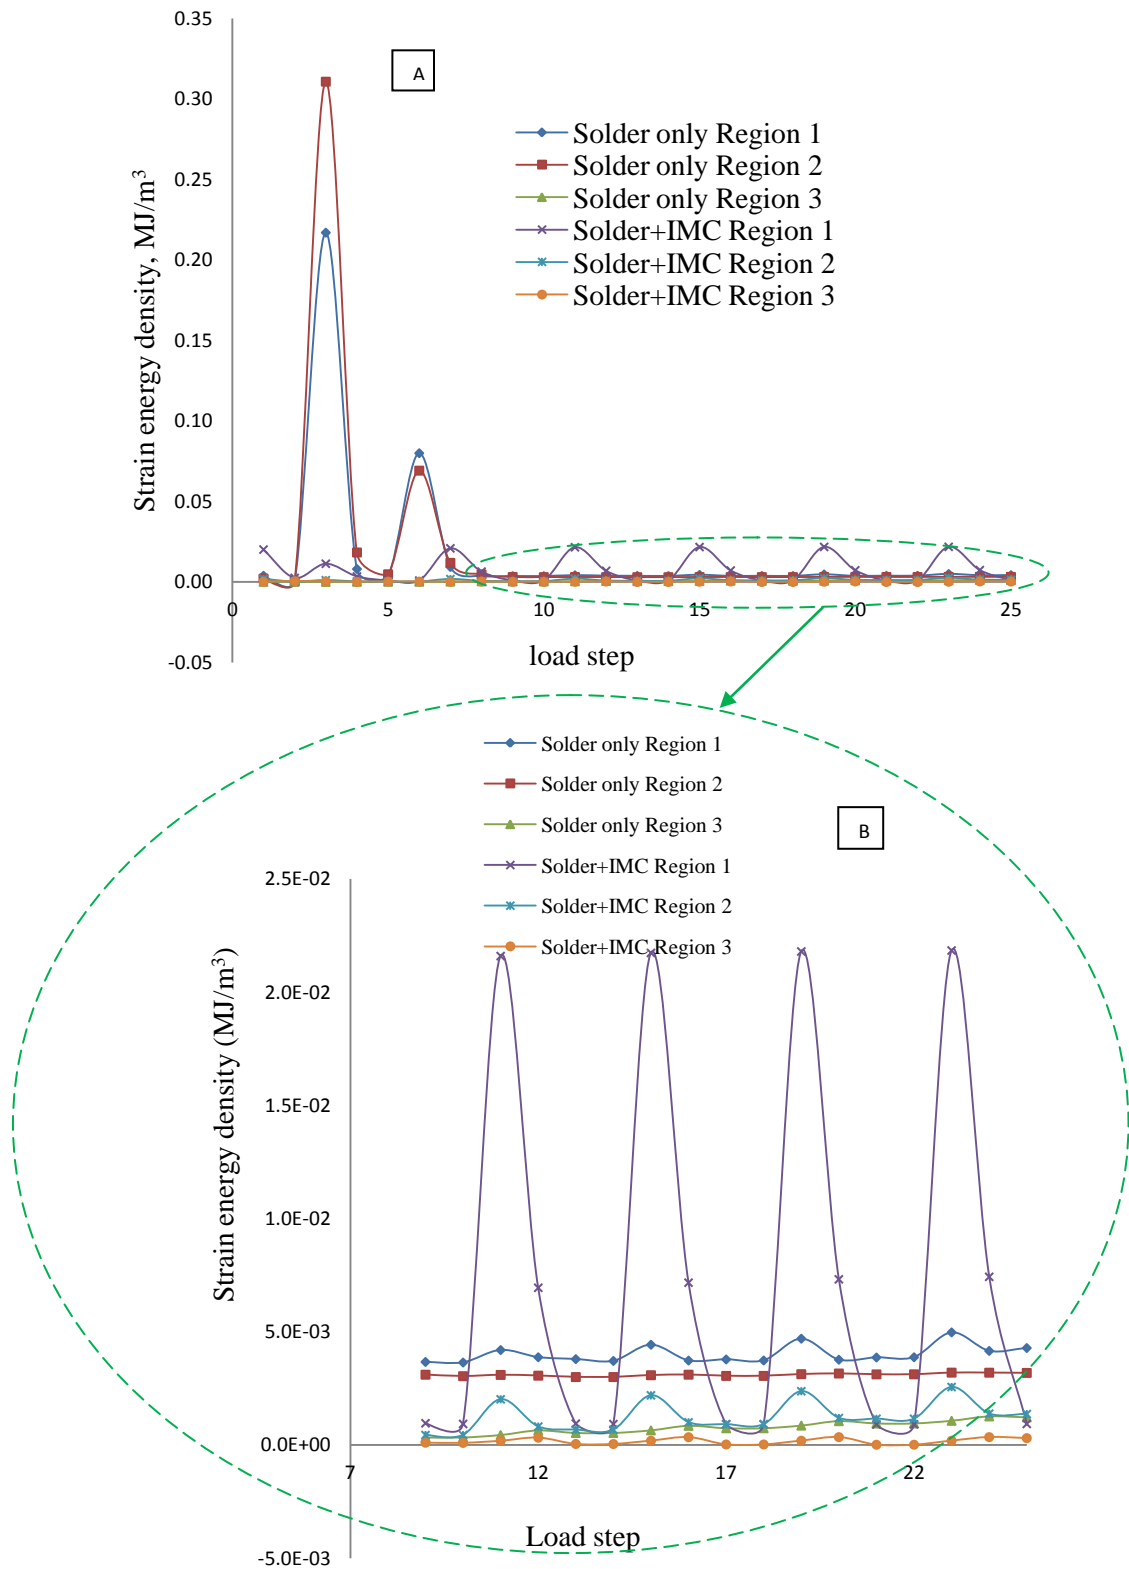 0.35
A
0.30
Solder only Region 1
Solder only Region 2
0.25
Solder only Region 3
Strain energy density, MJ/m³
Solder+IMC Region 1
0.20
Solder+IMC Region 2
Solder+IMC Region 3
0.15
0.10
0.05
0.00
0 5 10 15 20 25
load step
-0.05
Solder only Region 1
Solder only Region 2
Solder only Region 3
B
Solder+IMC Region 1
2.5E-02
Solder+IMC Region 2
Solder+IMC Region 3
2.0E-02
Strain energy density (MJ/m³)
1.5E-02
1.0E-02
5.0E-03
0.0E+00
7 12 17 22
Load step
-5.0E-03